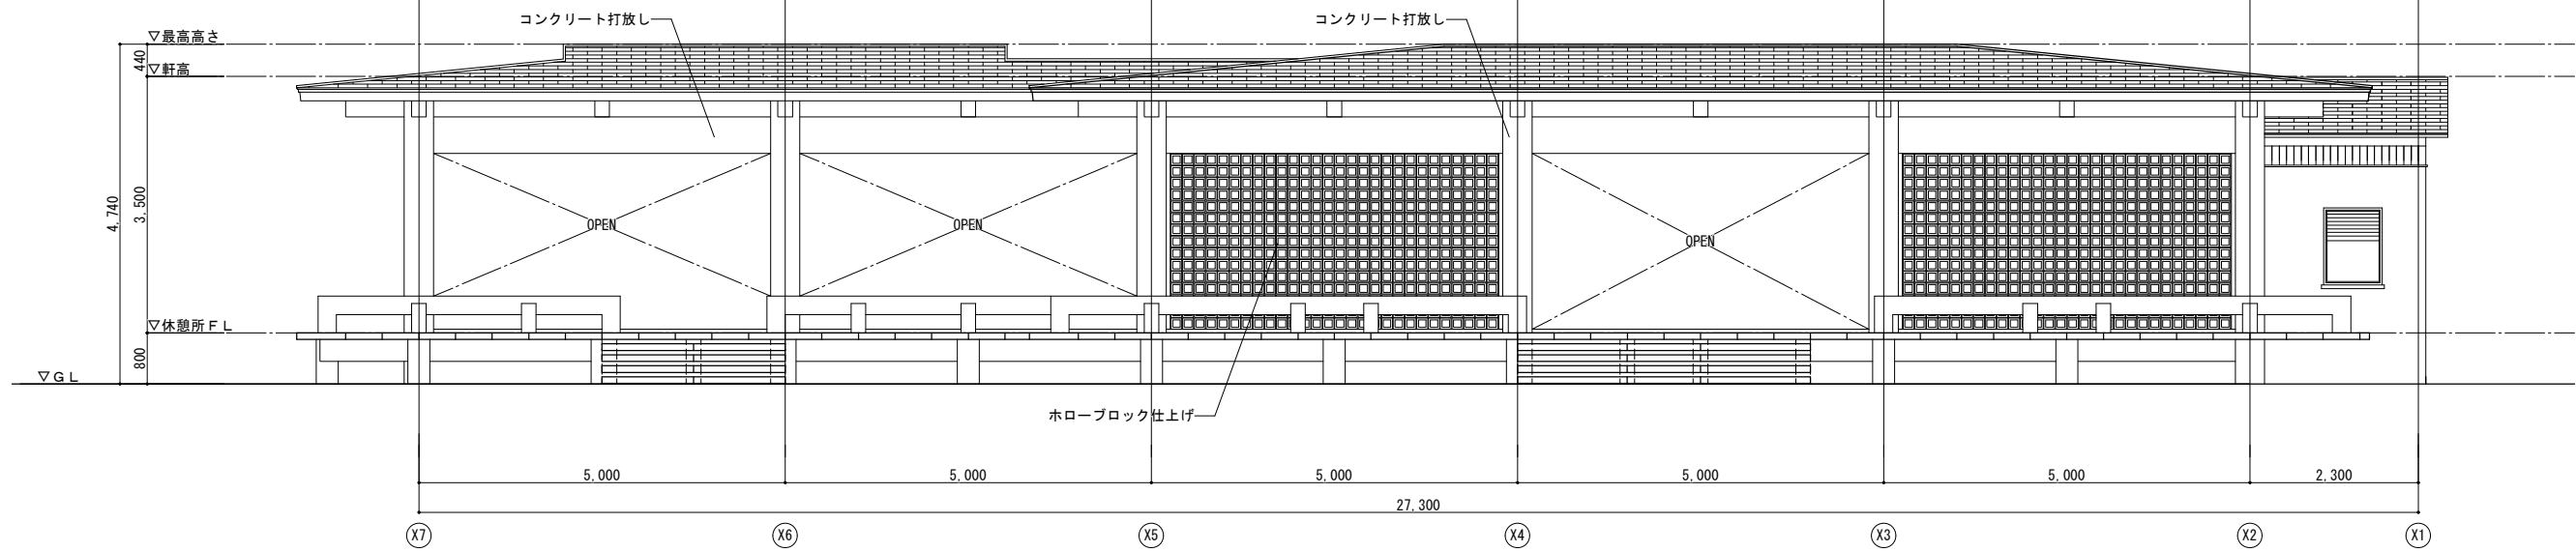 コンクリート打放し
コンクリート打放し
▽最高高さ
440
▽軒高
4,740
3,500
OPEN
OPEN
OPEN
▽休憩所ＦＬ
800
▽ＧＬ
ホローブロック仕上げ
5,000
5,000
5,000
5,000
5,000
2,300
27,300
X7
X6
X5
X4
X3
X2
X1